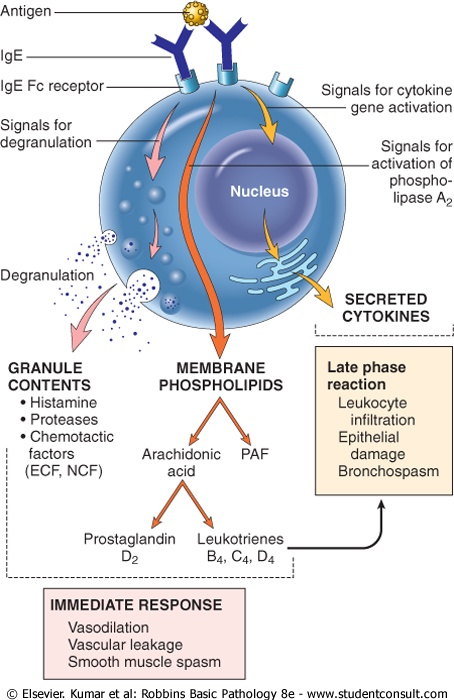 Antigen
IgE
IgE Fc receptor
Signals for
degranulation
Signals for cytokine
gene activation
Signals for
activation of
phospho-
lipase A2
Nucleus
Degranulation
SECRETED
CYTOKINES
GRANULE
CONTENTS
• Histamine
• Proteases
• Chemotactic
factors
(ECF, NCF)
MEMBRANE
PHOSPHOLIPIDS
Arachidonic
acid
PAF
Prostaglandin
D2
Leukotrienes
B4, C4, D4
Late phase
reaction
Leukocyte
infiltration
Epithelial
damage
Bronchospasm
IMMEDIATE RESPONSE
Vasodilation
Vascular leakage
Smooth muscle spasm
© Elsevier. Kumar et al: Robbins Basic Pathology 8e - www.studentconsult.com